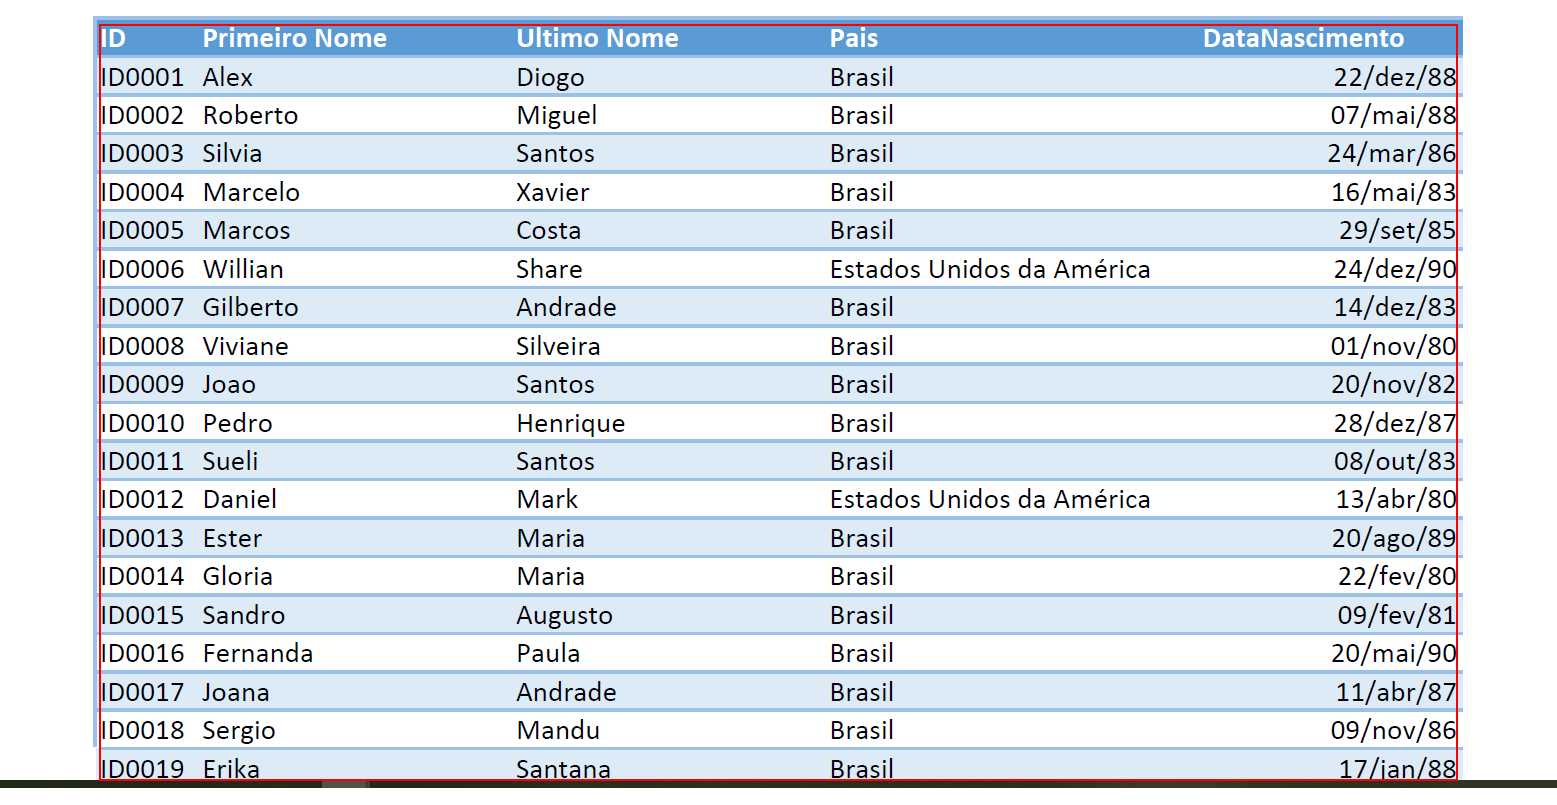 ID Primeiro Nome Ultimo Nome Pais DataNascimento
ID0001 Alex Diogo Brasil 22/dez/88
ID0002 Roberto Miguel Brasil 07/mai/88
ID0003 Silvia Santos Brasil 24/mar/86
ID0004 Marcelo Xavier Brasil 16/mai/83
ID0005 Marcos Costa Brasil 29/set/85
ID0006 Willian Share Estados Unidos da América 24/dez/90
ID0007 Gilberto Andrade Brasil 14/dez/83
ID0008 Viviane Silveira Brasil 01/nov/80
ID0009 Joao Santos Brasil 20/nov/82
ID0010 Pedro Henrique Brasil 28/dez/87
ID0011 Sueli Santos Brasil 08/out/83
ID0012 Daniel Mark Estados Unidos da América 13/abr/80
ID0013 Ester Maria Brasil 20/ago/89
ID0014 Gloria Maria Brasil 22/fev/80
ID0015 Sandro Augusto Brasil 09/fev/81
ID0016 Fernanda Paula Brasil 20/mai/90
ID0017 Joana Andrade Brasil 11/abr/87
ID0018 Sergio Mandu Brasil 09/nov/86
ID0019 Erika Santana Brasil 17/jan/88